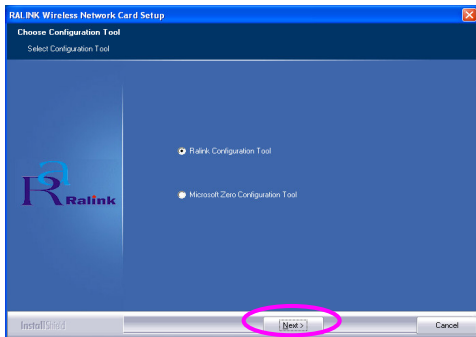 RALINK Wireless Network Card Setup
Choose Configuration Tool
Select Configuration Tool
Ralink Configuration Tool
Microsoft Zero Configuration Tool
Ralink
InstallShield
Next >
Cancel